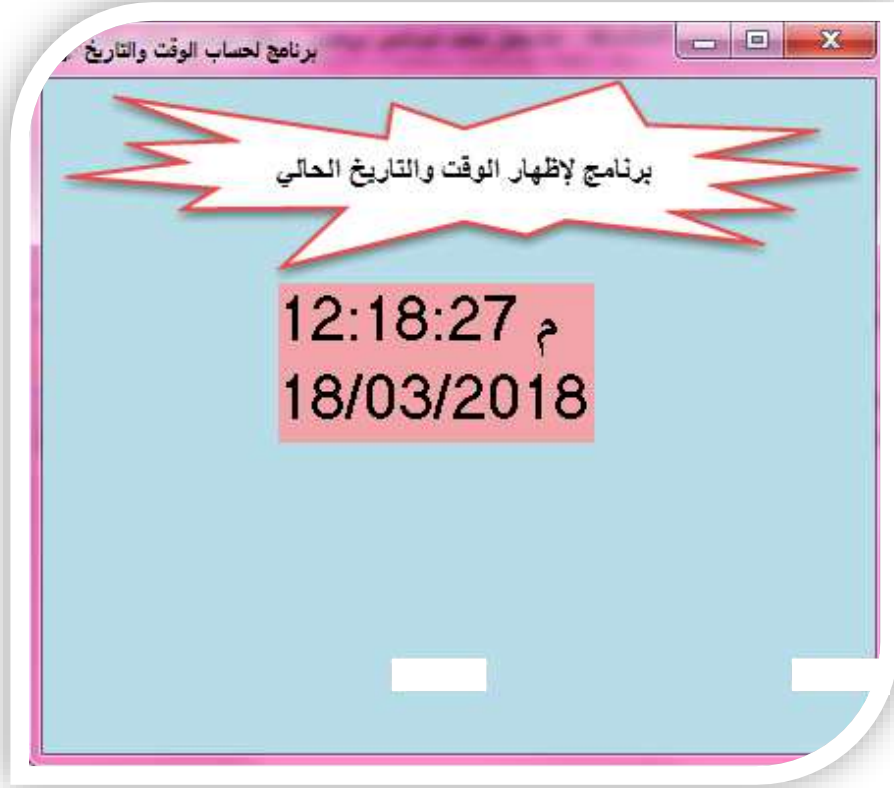 برنامج لحساب الوقت والتاريخ
برنامج لإظهار الوقت والتاريخ الحالي
12:18:27 م
18/03/2018